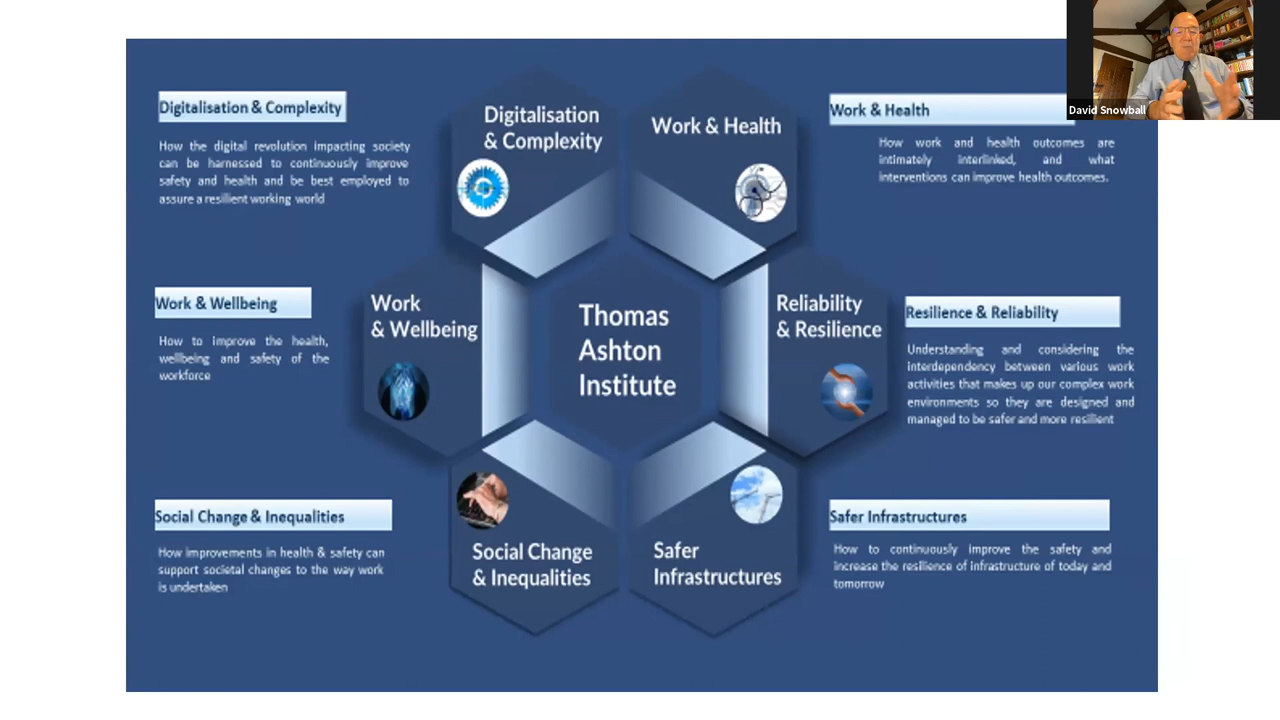 Digitalisation & Complexity
How the digital revolution impacting society
can be harnessed to continuously improve
safety and health and be best employed to
assure a resilient working world
Work & Wellbeing
How to improve the health,
wellbeing and safety of the
workforce
Social Change & Inequalities
How improvements in health & safety can
support societal changes to the way work
is undertaken
Digitalisation
& Complexity
Work & Health
Work
& Wellbeing
Thomas
Ashton
Institute
Reliability
& Resilience
Social Change
& Inequalities
Safer
Infrastructures
Work & Health
How work and health outcomes are
intimately interlinked, and what
interventions can improve health outcomes.
Resilience & Reliability
Understanding and considering the
interdependency between various work
activities that makes up our complex work
environments so they are designed and
managed to be safer and more resilient
Safer Infrastructures
How to continuously improve the safety and
increase the resilience of infrastructure of today and
tomorrow
David Snowball